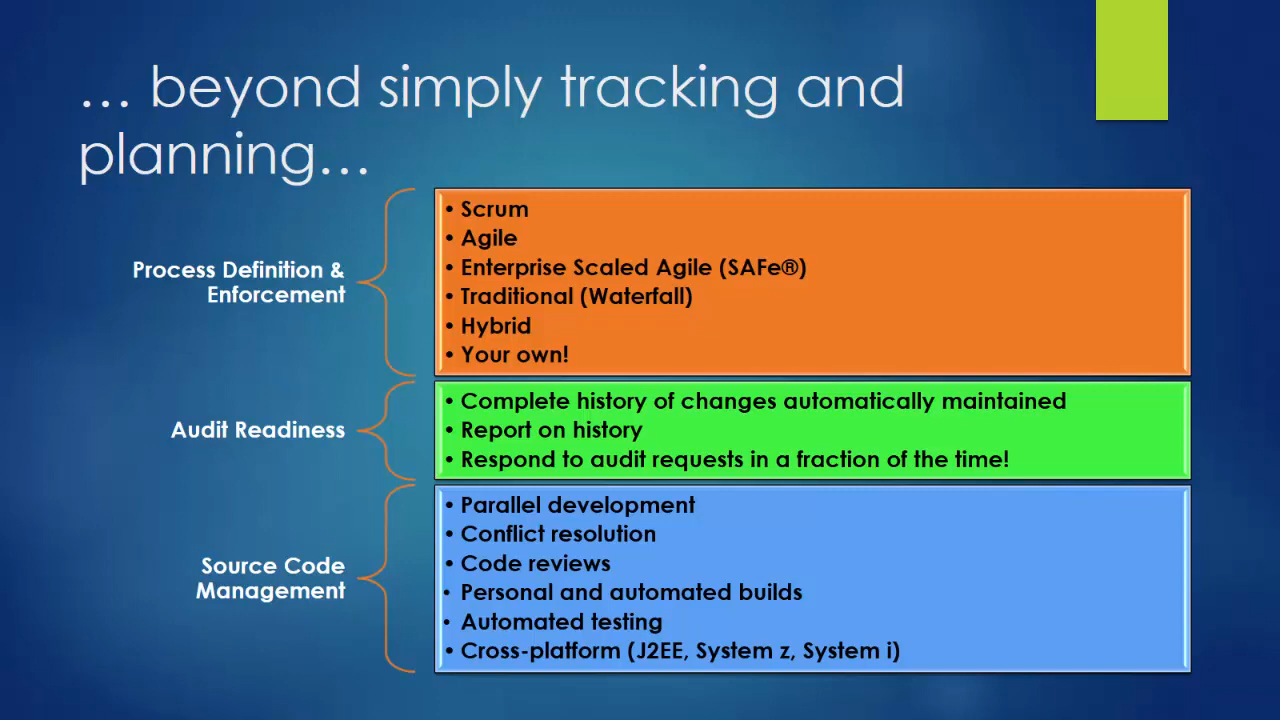 … beyond simply tracking and
planning…
Process Definition &
Enforcement
• Scrum
• Agile
• Enterprise Scaled Agile (SAFe®)
• Traditional (Waterfall)
• Hybrid
• Your own!
Audit Readiness
• Complete history of changes automatically maintained
• Report on history
• Respond to audit requests in a fraction of the time!
Source Code
Management
• Parallel development
• Conflict resolution
• Code reviews
• Personal and automated builds
• Automated testing
• Cross-platform (J2EE, System z, System i)